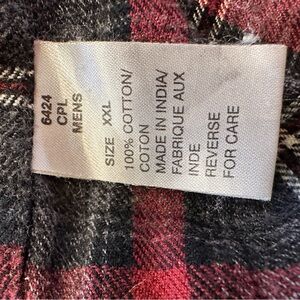 6424
CPL
MENS
SIZE XXL
100% COTTON/
COTON
MADE IN INDIA/
FABRIQUE AUX
INDE
REVERSE
FOR CARE